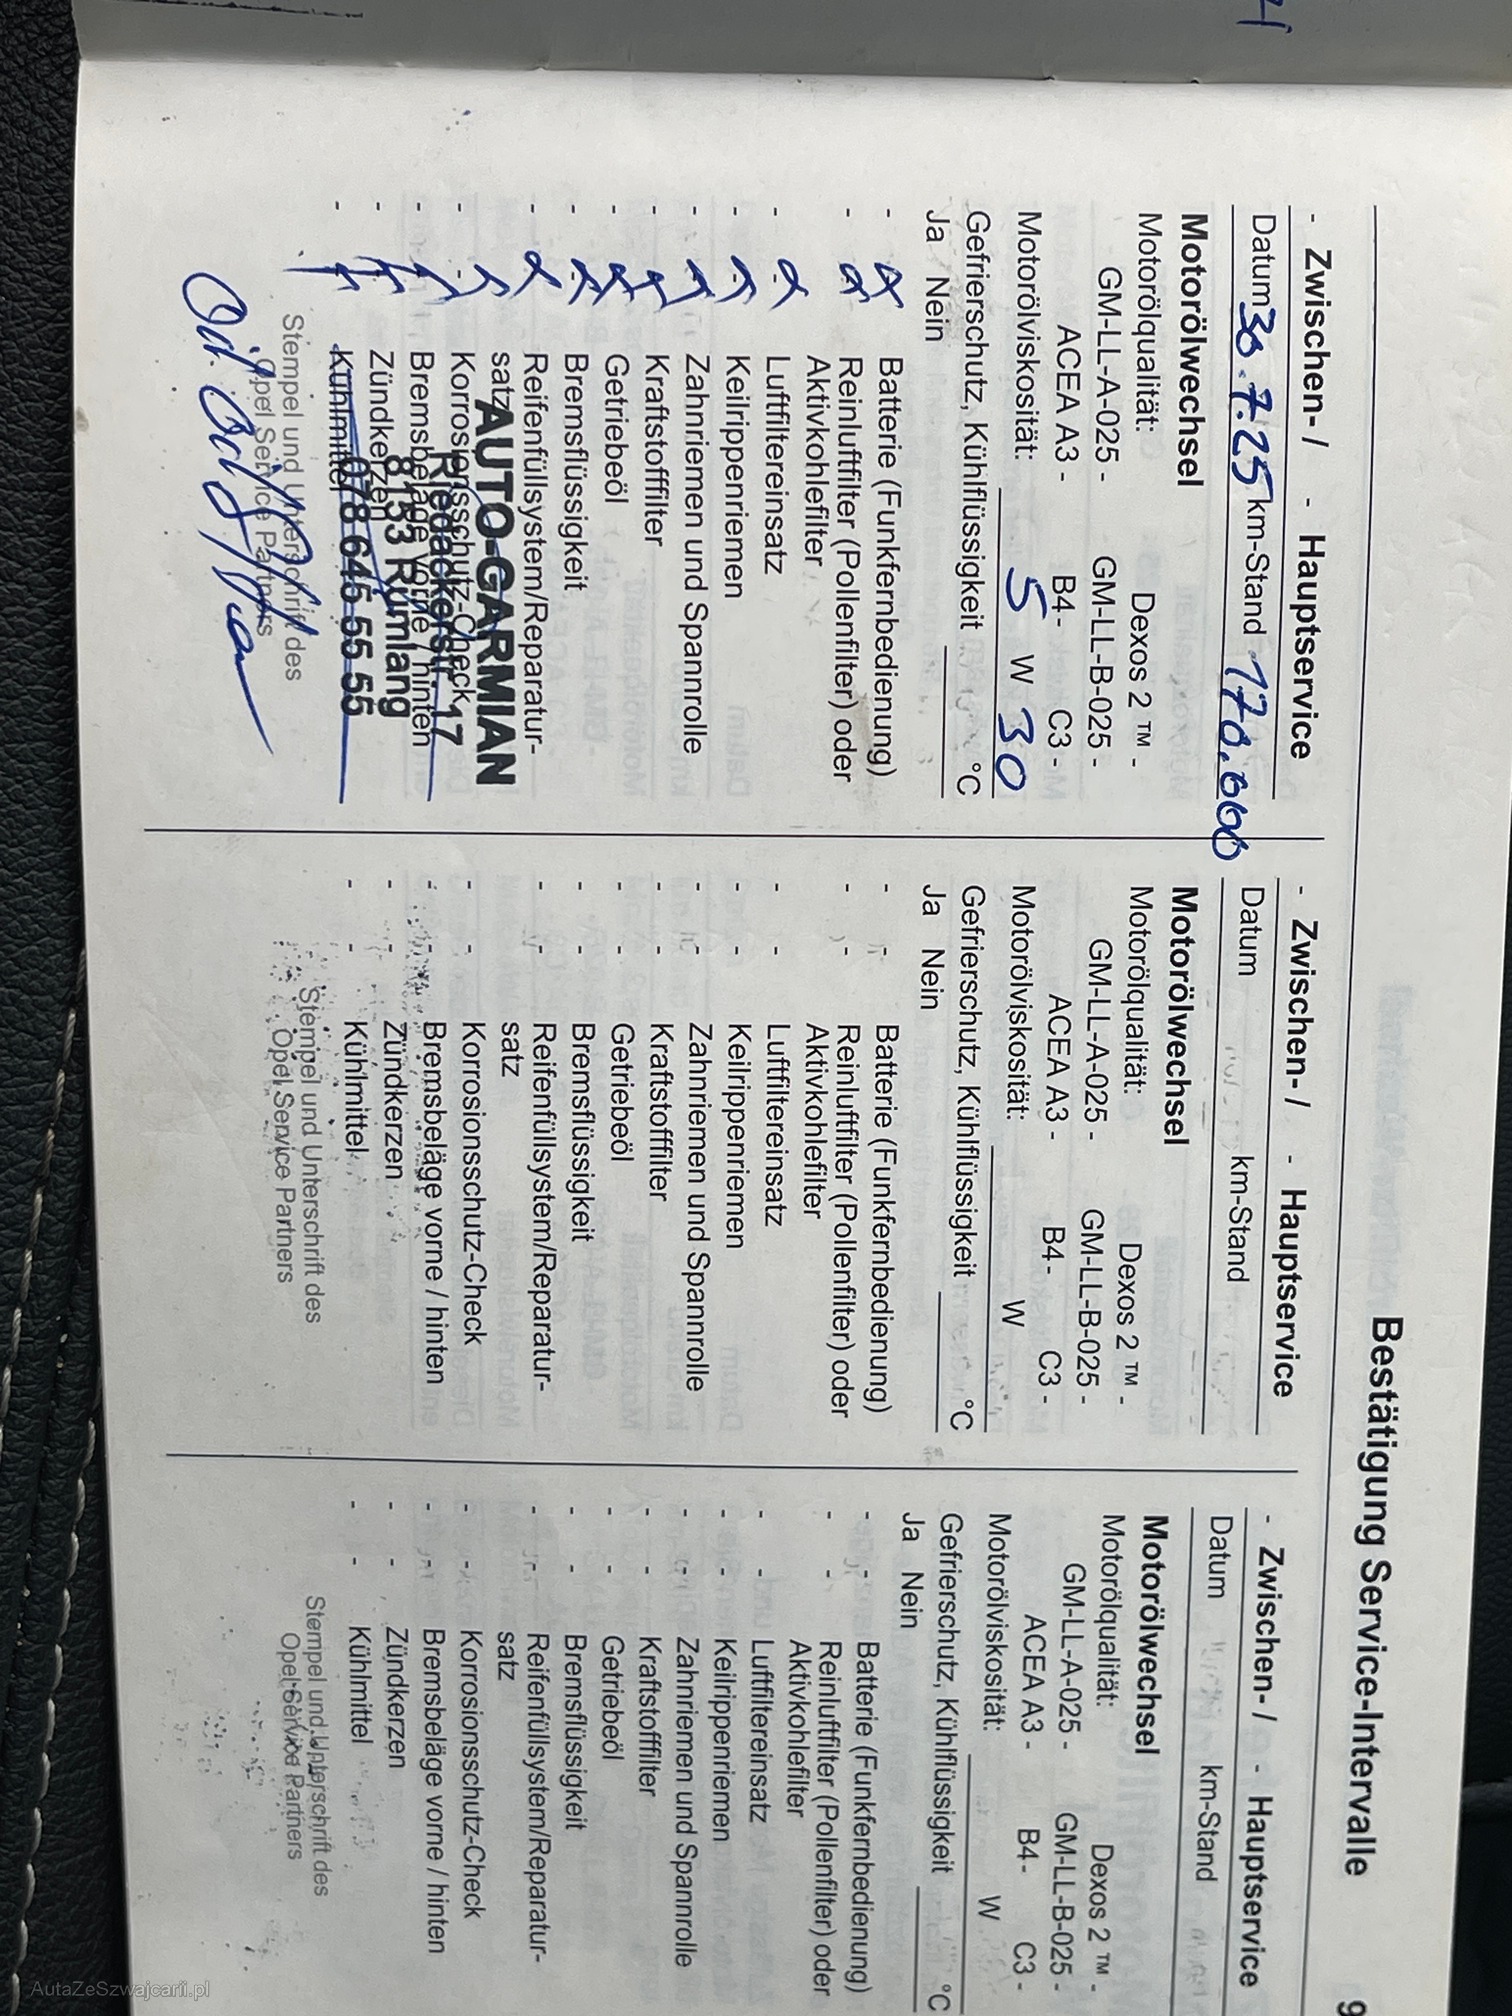 Bestätigung Service-Intervalle
9
- Zwischen- / - Hauptservice
Datum 30.7.25 km-Stand 170.000
Motorölwechsel
Motorölqualität: Dexos 2 ™ -
GM-LL-A-025 - GM-LL-B-025 -
ACEA A3 - B4 - C3 -
Motorölviskosität: 5 W 30
Gefrierschutz, Kühlflüssigkeit °C
Ja Nein
- Batterie (Funkfernbedienung)
- Reinluftfilter (Pollenfilter) oder
Aktivkohlefilter
- Luftfiltereinsatz
- Keilrippenriemen
- Zahnriemen und Spannrolle
- Kraftstofffilter
- Getriebeöl
- Bremsflüssigkeit
- Reifenfüllsystem/Reparatur-
satz
- Korrosionsschutz-Check
- Bremsbeläge vorne / hinten
- Zündkerzen
- Kühlmittel
AUTO-GARMIAN
Riedackerstr. 17
8153 Rümlang
078 645 55 55
Stempel und Unterschrift des
Opel Service Partners
- Zwischen- / - Hauptservice
Datum km-Stand
Motorölwechsel
Motorölqualität: Dexos 2 ™ -
GM-LL-A-025 - GM-LL-B-025 -
ACEA A3 - B4 - C3 -
Motorölviskosität: W
Gefrierschutz, Kühlflüssigkeit °C
Ja Nein
- - Batterie (Funkfernbedienung)
- - Reinluftfilter (Pollenfilter) oder
Aktivkohlefilter
- - Luftfiltereinsatz
- - Keilrippenriemen
- - Zahnriemen und Spannrolle
- - Kraftstofffilter
- - Getriebeöl
- - Bremsflüssigkeit
- - Reifenfüllsystem/Reparatur-
satz
- - Korrosionsschutz-Check
- - Bremsbeläge vorne / hinten
- - Zündkerzen
- - Kühlmittel
Stempel und Unterschrift des
Opel Service Partners
- Zwischen- / - Hauptservice
Datum km-Stand
Motorölwechsel
Motorölqualität: Dexos 2 ™ -
GM-LL-A-025 - GM-LL-B-025 -
ACEA A3 - B4 - C3 -
Motorölviskosität: W
Gefrierschutz, Kühlflüssigkeit °C
Ja Nein
- - Batterie (Funkfernbedienung)
- - Reinluftfilter (Pollenfilter) oder
Aktivkohlefilter
- - Luftfiltereinsatz
- - Keilrippenriemen
- - Zahnriemen und Spannrolle
- - Kraftstofffilter
- - Getriebeöl
- - Bremsflüssigkeit
- - Reifenfüllsystem/Reparatur-
satz
- - Korrosionsschutz-Check
- - Bremsbeläge vorne / hinten
- - Zündkerzen
- - Kühlmittel
Stempel und Unterschrift des
Opel Service Partners
AutaZeSzwajcarii.pl